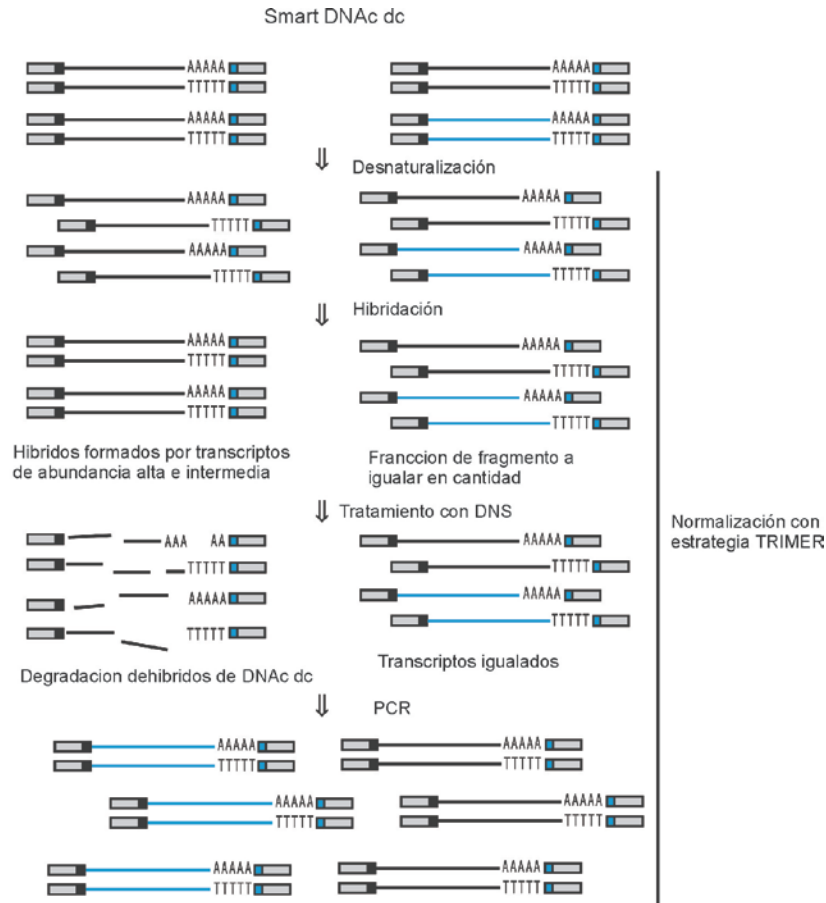 Smart DNAc dc
AAAAA AAAAA
TTTTT TTTTT
AAAAA AAAAA
TTTTT TTTTT
Desnaturalización
AAAAA AAAAA
TTTTT TTTTT
AAAAA AAAAA
TTTTT TTTTT
Hibridación
AAAAA AAAAA
TTTTT TTTTT
AAAAA AAAAA
TTTTT TTTTT
Hibridos formados por transcriptos
de abundancia alta e intermedia
Franccion de fragmento a
igualar en cantidad
Tratamiento con DNS
Normalización con
estrategia TRIMER
AAA AA AAAAA
TTTTT TTTTT
AAAAA AAAAA
TTTTT TTTTT
Degradacion dehibridos de DNAc dc
Transcriptos igualados
PCR
AAAAA AAAAA
TTTTT TTTTT
AAAAA AAAAA
TTTTT TTTTT
AAAAA AAAAA
TTTTT TTTTT